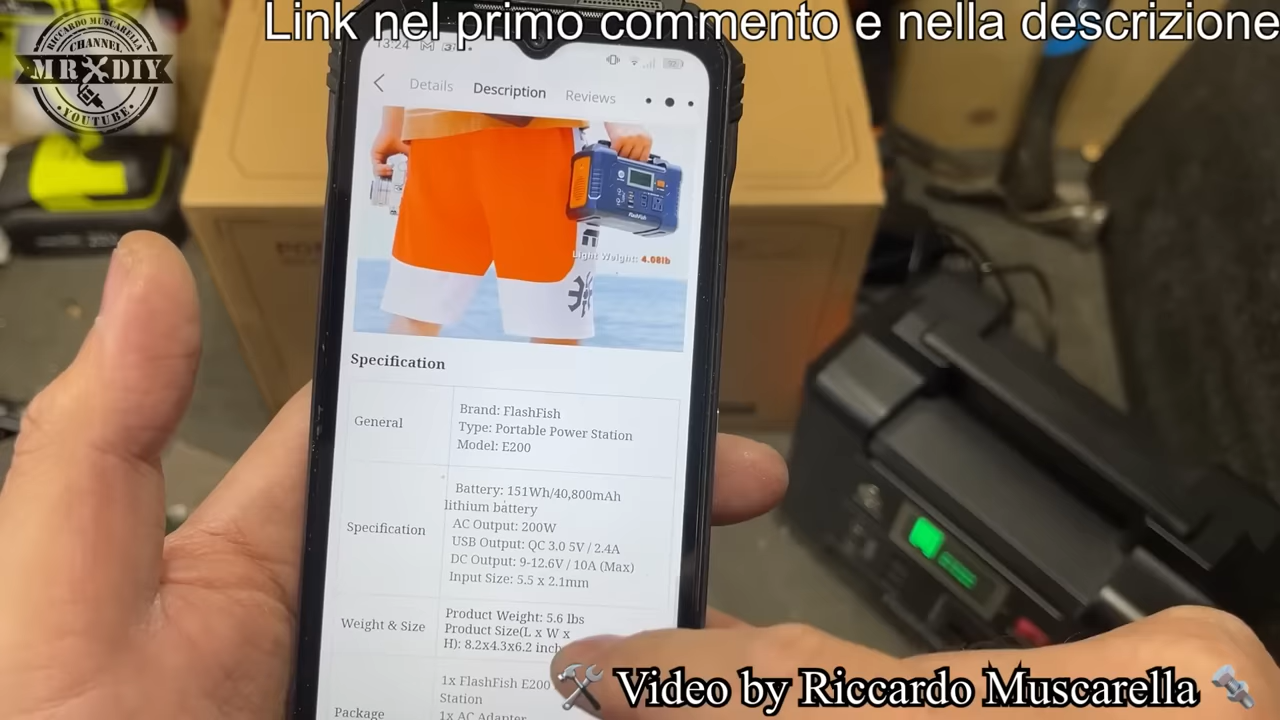 Link nel primo commento e nella descrizione
RICCARDO MUSCARELLA
CHANNEL
MR DIY
YOUTUBE
13:24
Details Description Reviews
FlashFish
Light Weight: 4.08lb
Specification
General
Brand: FlashFish
Type: Portable Power Station
Model: E200
Specification
Battery: 151Wh/40,800mAh
lithium battery
AC Output: 200W
USB Output: QC 3.0 5V / 2.4A
DC Output: 9-12.6V / 10A (Max)
Input Size: 5.5 x 2.1mm
Weight & Size
Product Weight: 5.6 lbs
Product Size(L x W x
H): 8.2x4.3x6.2 inch
Package
1x FlashFish E200
Station
1x AC Adapter
Video by Riccardo Muscarella